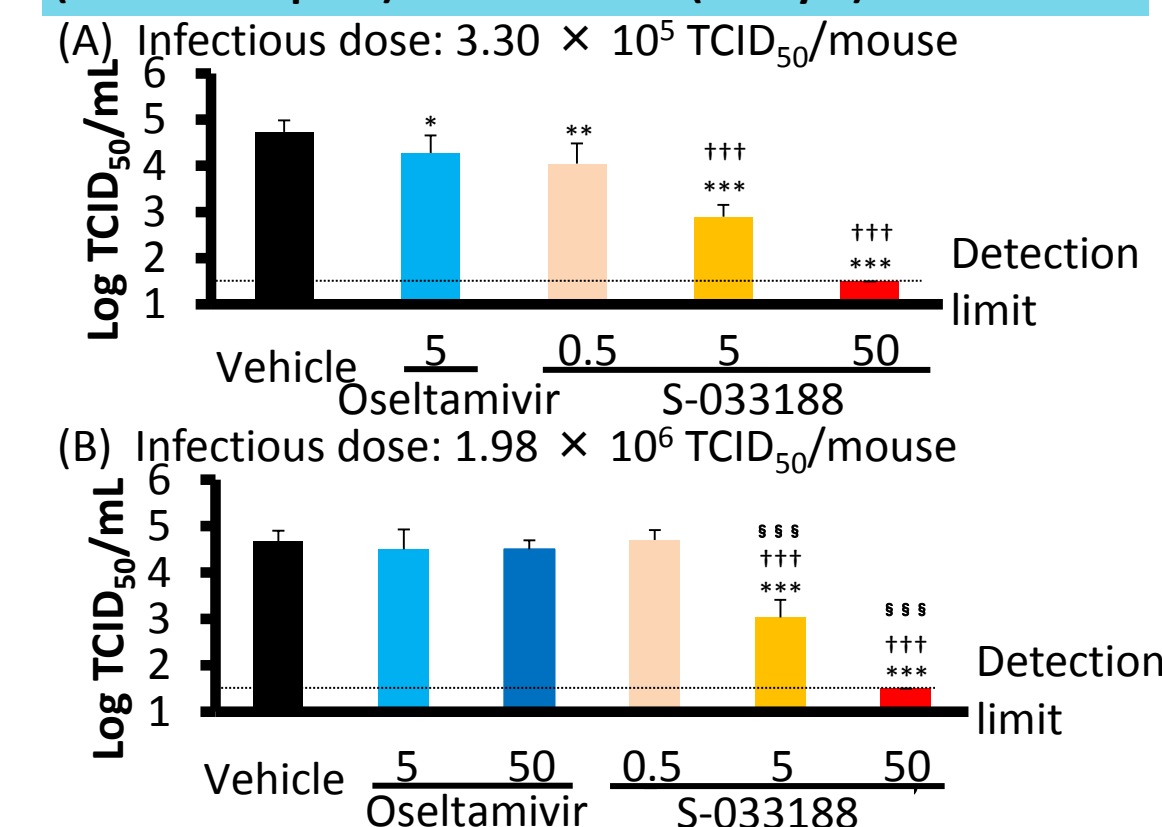 (A) Infectious dose: 3.30 × 10⁵ TCID₅₀/mouse
Log TCID₅₀/mL
6
5
4
3
2
1
*
**
†††
***
†††
***
Detection
limit
Vehicle
5
0.5
5
50
Oseltamivir
S-033188
(B) Infectious dose: 1.98 × 10⁶ TCID₅₀/mouse
Log TCID₅₀/mL
6
5
4
3
2
1
§§§
†††
***
§§§
†††
***
Detection
limit
Vehicle
5
50
0.5
5
50
Oseltamivir
S-033188